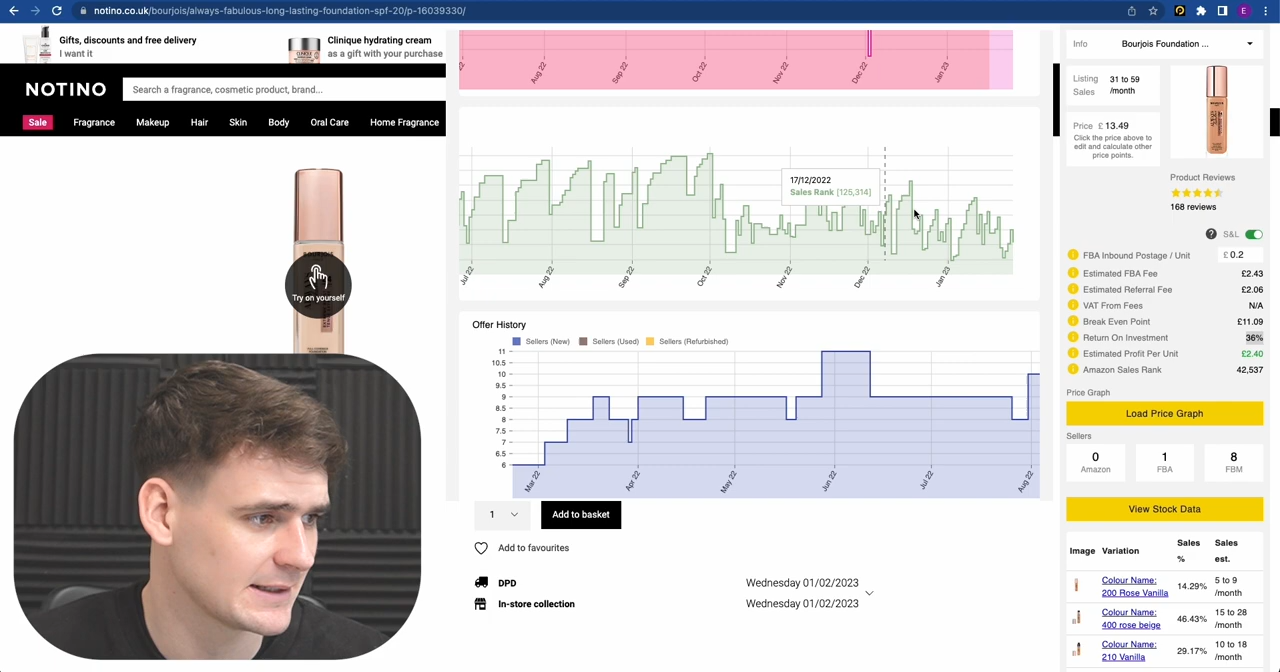 notino.co.uk/bourjois/always-fabulous-long-lasting-foundation-spf-20/p-16039330/
E
Gifts, discounts and free delivery
I want it
Clinique hydrating cream
as a gift with your purchase
NOTINO
Search a fragrance, cosmetic product, brand...
Sale
Fragrance
Makeup
Hair
Skin
Body
Oral Care
Home Fragrance
Try on yourself
Aug 22
Sep 22
Oct 22
Nov 22
Dec 22
Jan 23
17/12/2022
Sales Rank [125,314]
Jul 22
Aug 22
Sep 22
Oct 22
Nov 22
Dec 22
Jan 23
Offer History
Sellers (New)
Sellers (Used)
Sellers (Refurbished)
11
10.5
10
9.5
9
8.5
8
7.5
7
6.5
6
Mar 22
Apr 22
May 22
Jun 22
Jul 22
Aug 22
1
Add to basket
Add to favourites
DPD
Wednesday 01/02/2023
In-store collection
Wednesday 01/02/2023
Info
Bourjois Foundation ...
Listing
Sales
31 to 59
/month
Price £ 13.49
Click the price above to
edit and calculate other
price points.
Product Reviews
168 reviews
? S&L
FBA Inbound Postage / Unit £ 0.2
Estimated FBA Fee £2.43
Estimated Referral Fee £2.06
VAT From Fees N/A
Break Even Point £11.09
Return On Investment 36%
Estimated Profit Per Unit £2.40
Amazon Sales Rank 42,537
Price Graph
Load Price Graph
Sellers
0
Amazon
1
FBA
8
FBM
View Stock Data
Image
Variation
Sales
%
Sales
est.
Colour Name:
200 Rose Vanilla
14.29%
5 to 9
/month
Colour Name:
400 rose beige
46.43%
15 to 28
/month
Colour Name:
210 Vanilla
29.17%
10 to 18
/month